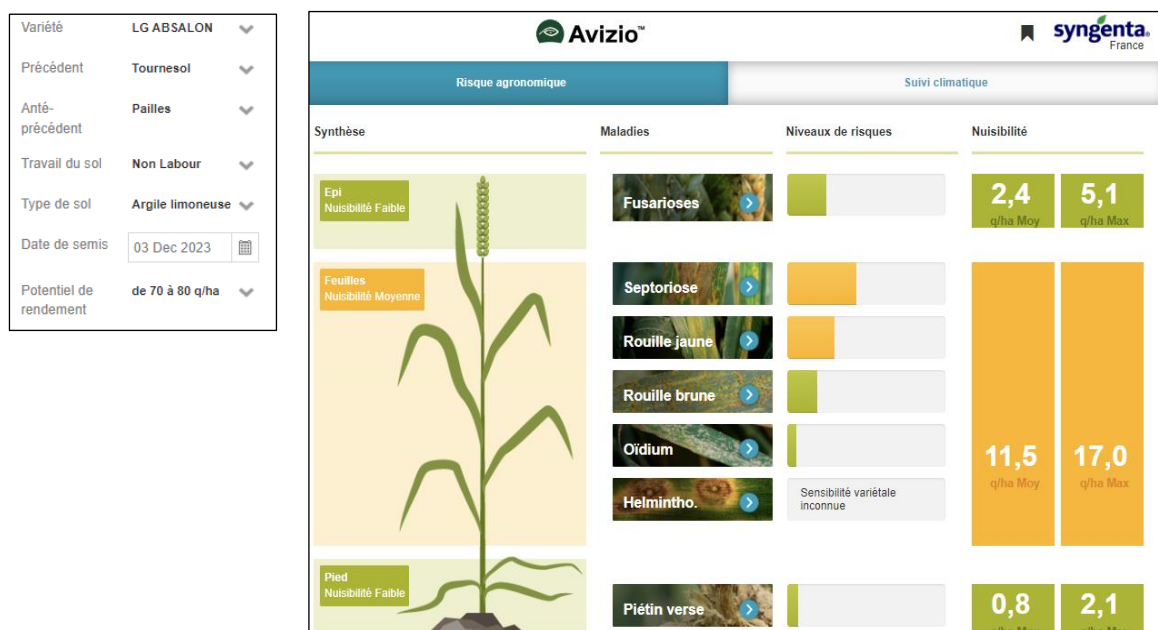 Variété LG ABSALON
Précédent Tournesol
Anté-
précédent Pailles
Travail du sol Non Labour
Type de sol Argile limoneuse
Date de semis 03 Dec 2023
Potentiel de
rendement de 70 à 80 q/ha
Avizio™
syngenta.
France
Risque agronomique Suivi climatique
Synthèse Maladies Niveaux de risques Nuisibilité
Epi
Nuisibilité Faible
Fusarioses
2,4 5,1
q/ha Moy q/ha Max
Feuilles
Nuisibilité Moyenne
Septoriose
Rouille jaune
Rouille brune
Oïdium
Helmintho.
Sensibilité variétale
inconnue
11,5 17,0
q/ha Moy q/ha Max
Pied
Nuisibilité Faible
Piétin verse
0,8 2,1